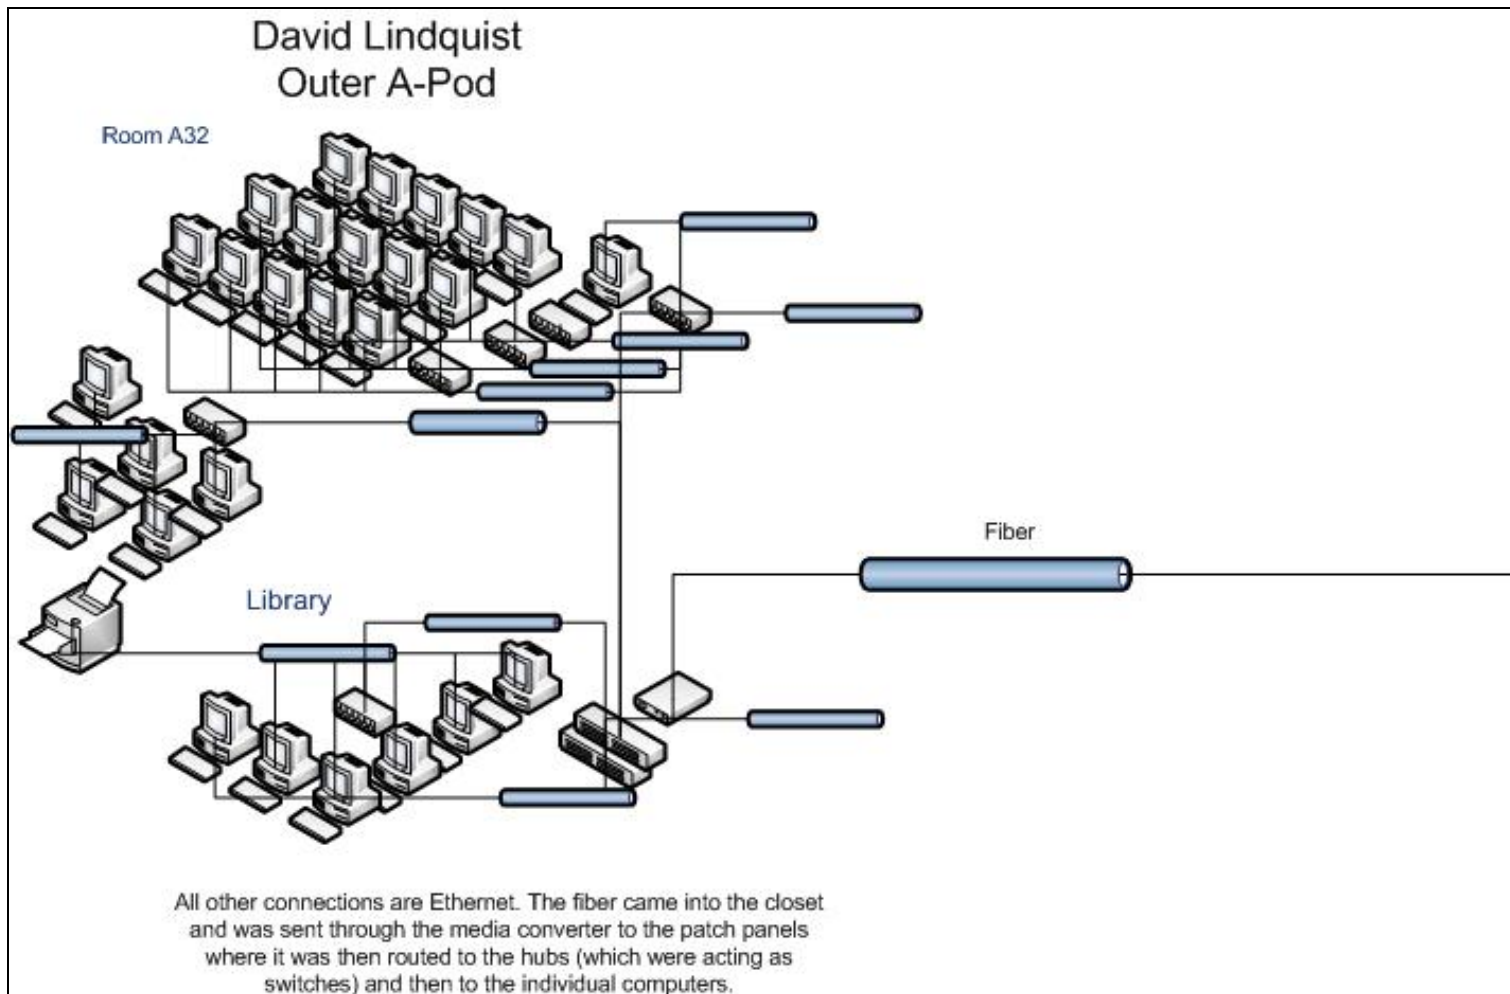 David Lindquist
Outer A-Pod
Room A32
Fiber
Library
All other connections are Ethernet. The fiber came into the closet
and was sent through the media converter to the patch panels
where it was then routed to the hubs (which were acting as
switches) and then to the individual computers.